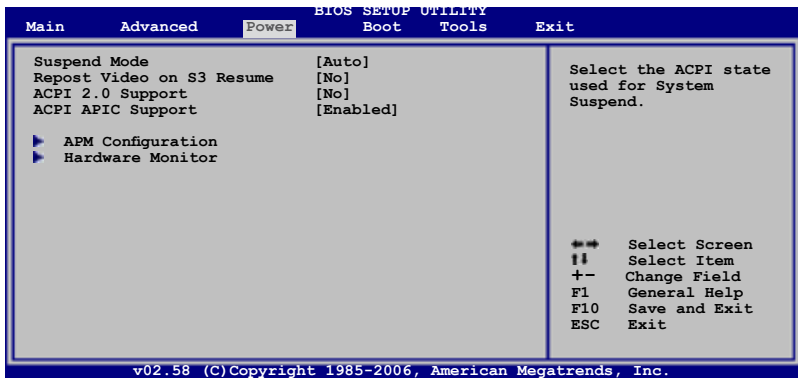 BIOS SETUP UTILITY
Main Advanced Power Boot Tools Exit
Suspend Mode [Auto]
Repost Video on S3 Resume [No]
ACPI 2.0 Support [No]
ACPI APIC Support [Enabled]
APM Configuration
Hardware Monitor
Select the ACPI state
used for System
Suspend.
←→ Select Screen
↑↓ Select Item
+- Change Field
F1 General Help
F10 Save and Exit
ESC Exit
v02.58 (C)Copyright 1985-2006, American Megatrends, Inc.